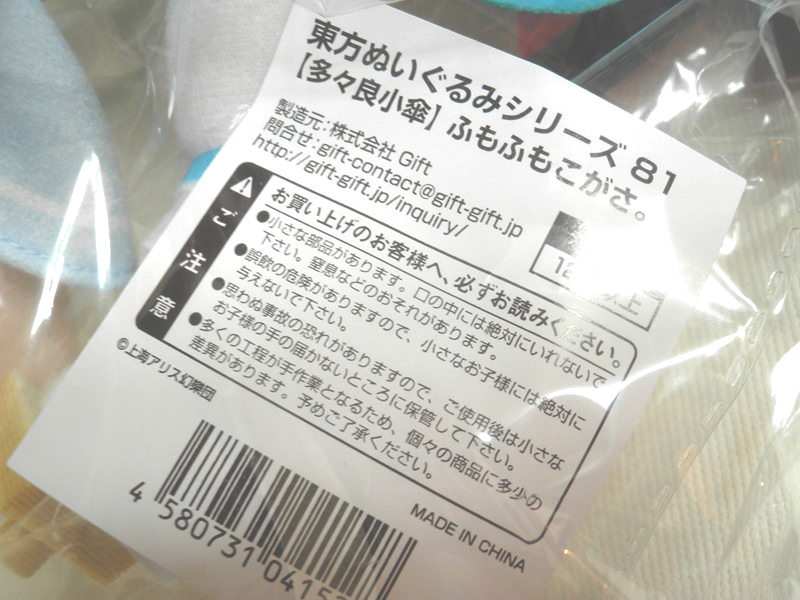 東方ぬいぐるみシリーズ 81
【多々良小傘】ふもふもこがさ。
製造元:株式会社 Gift
問合せ:gift-contact@gift-gift.jp
http://gift-gift.jp/inquiry/
以上
ご注意
お買い上げのお客様へ、必ずお読みください。
●小さな部品があります。口の中には絶対にいれないで
下さい。窒息などのおそれがあります。
●誤飲の危険がありますので、小さなお子様には絶対に
与えないで下さい。
●思わぬ事故の恐れがありますので、ご使用後は小さな
お子様の手の届かないところに保管して下さい。
●多くの工程が手作業となるため、個々の商品に多少の
差異があります。予めご了承ください。
©上海アリス幻樂団
MADE IN CHINA
4 580731 0415